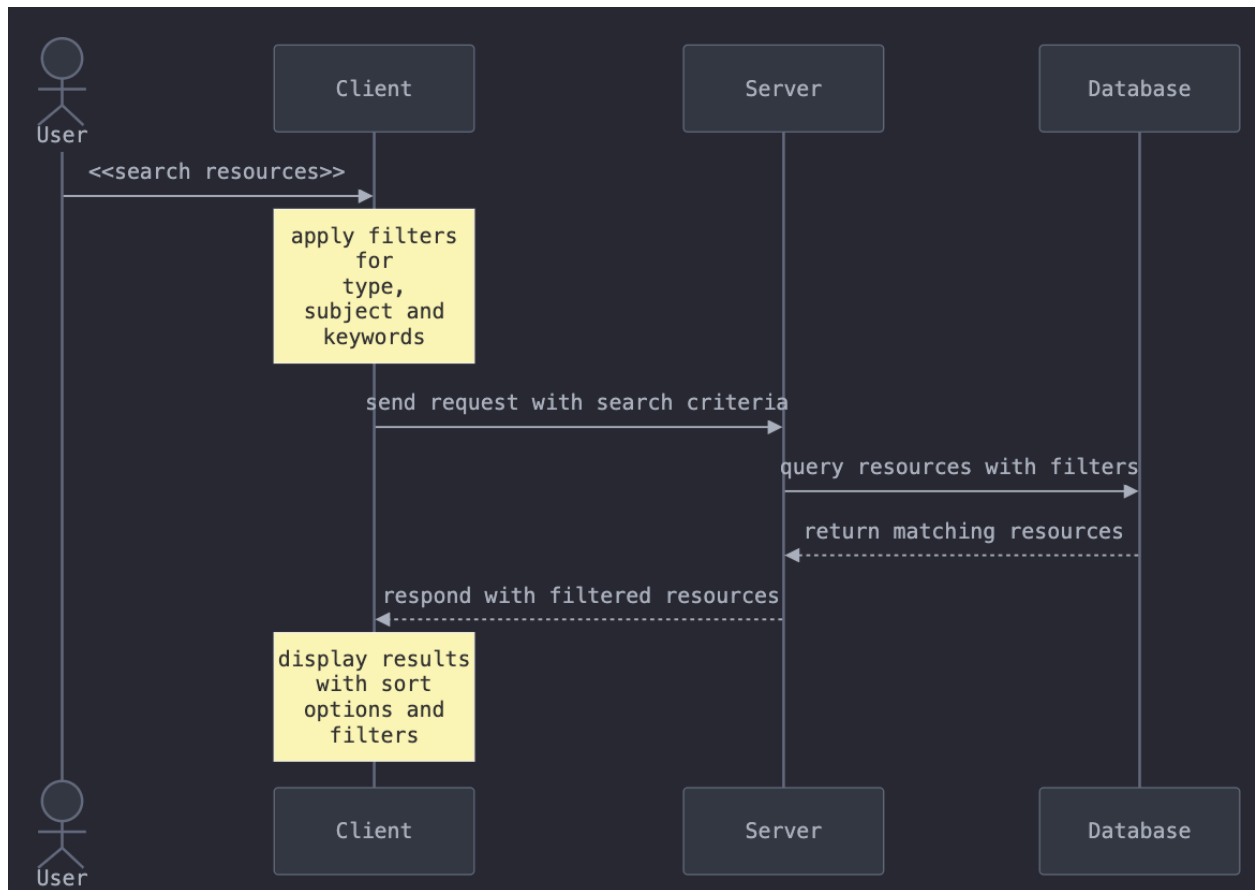 Client
Server
Database
User
<<search resources>>
apply filters
for
type,
subject and
keywords
send request with search criteria
query resources with filters
return matching resources
respond with filtered resources
display results
with sort
options and
filters
Client
Server
Database
User